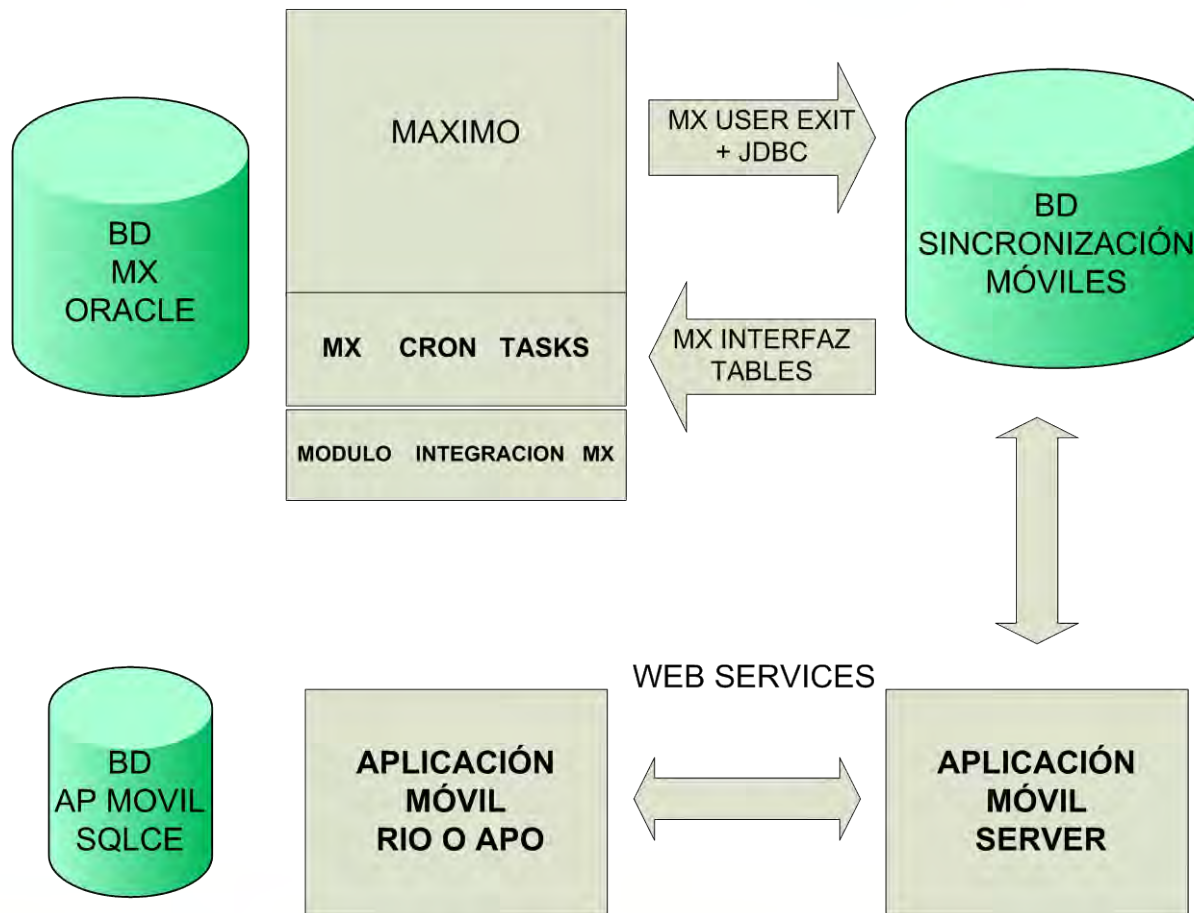 BD
MX
ORACLE
MAXIMO
MX CRON TASKS
MODULO INTEGRACION MX
MX USER EXIT
+ JDBC
MX INTERFAZ
TABLES
BD
SINCRONIZACIÓN
MÓVILES
BD
AP MOVIL
SQLCE
APLICACIÓN
MÓVIL
RIO O APO
WEB SERVICES
APLICACIÓN
MÓVIL
SERVER